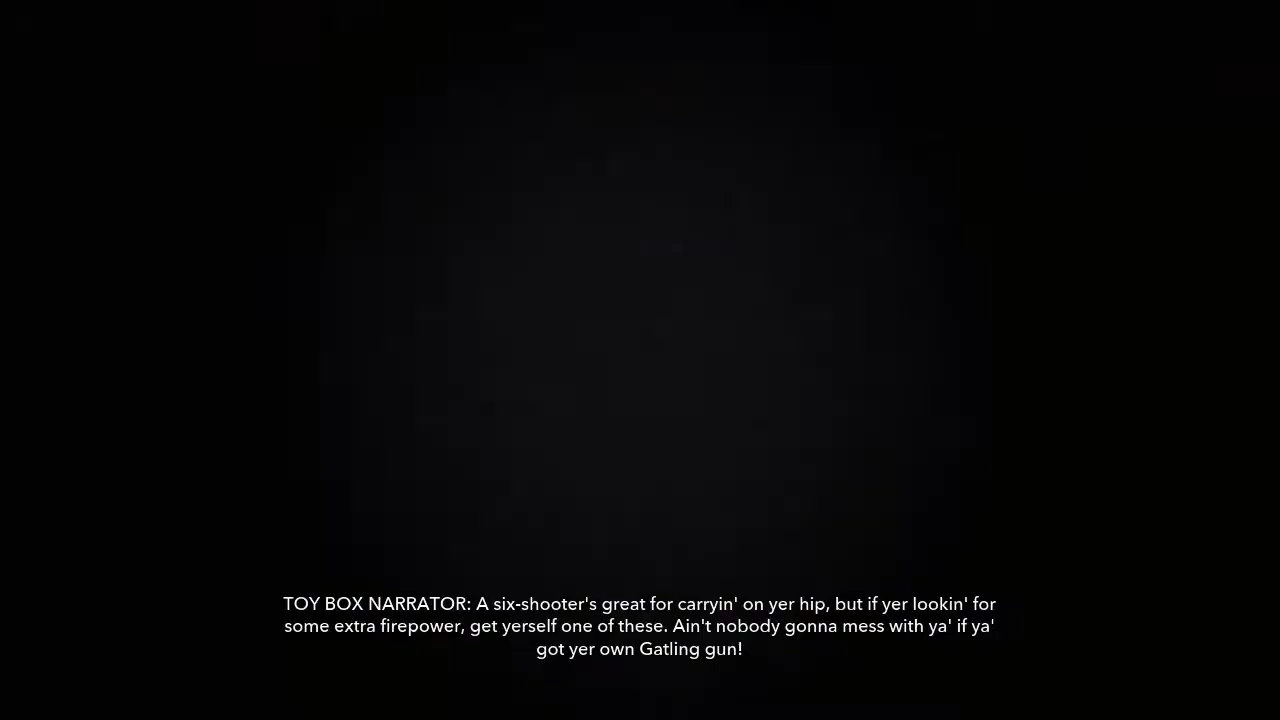 TOY BOX NARRATOR: A six-shooter's great for carryin' on yer hip, but if yer lookin' for
some extra firepower, get yerself one of these. Ain't nobody gonna mess with ya' if ya'
got yer own Gatling gun!